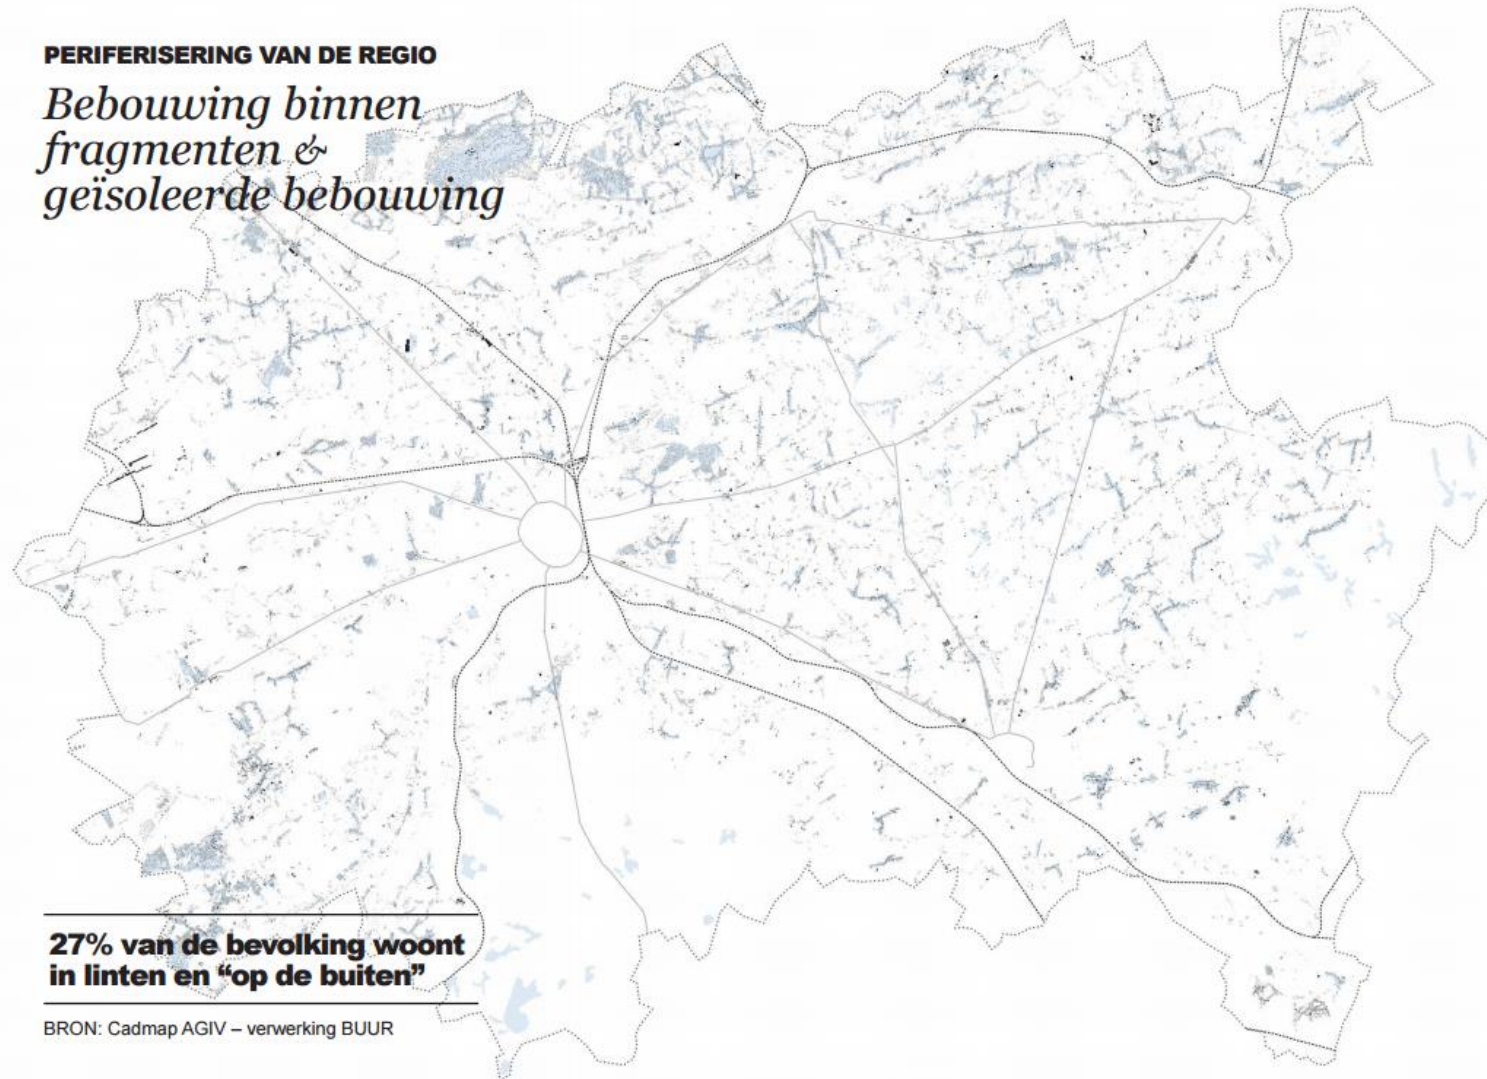 PERIFERISERING VAN DE REGIO
Bebouwing binnen
fragmenten &
geïsoleerde bebouwing
27% van de bevolking woont
in linten en “op de buiten”
BRON: Cadmap AGIV – verwerking BUUR